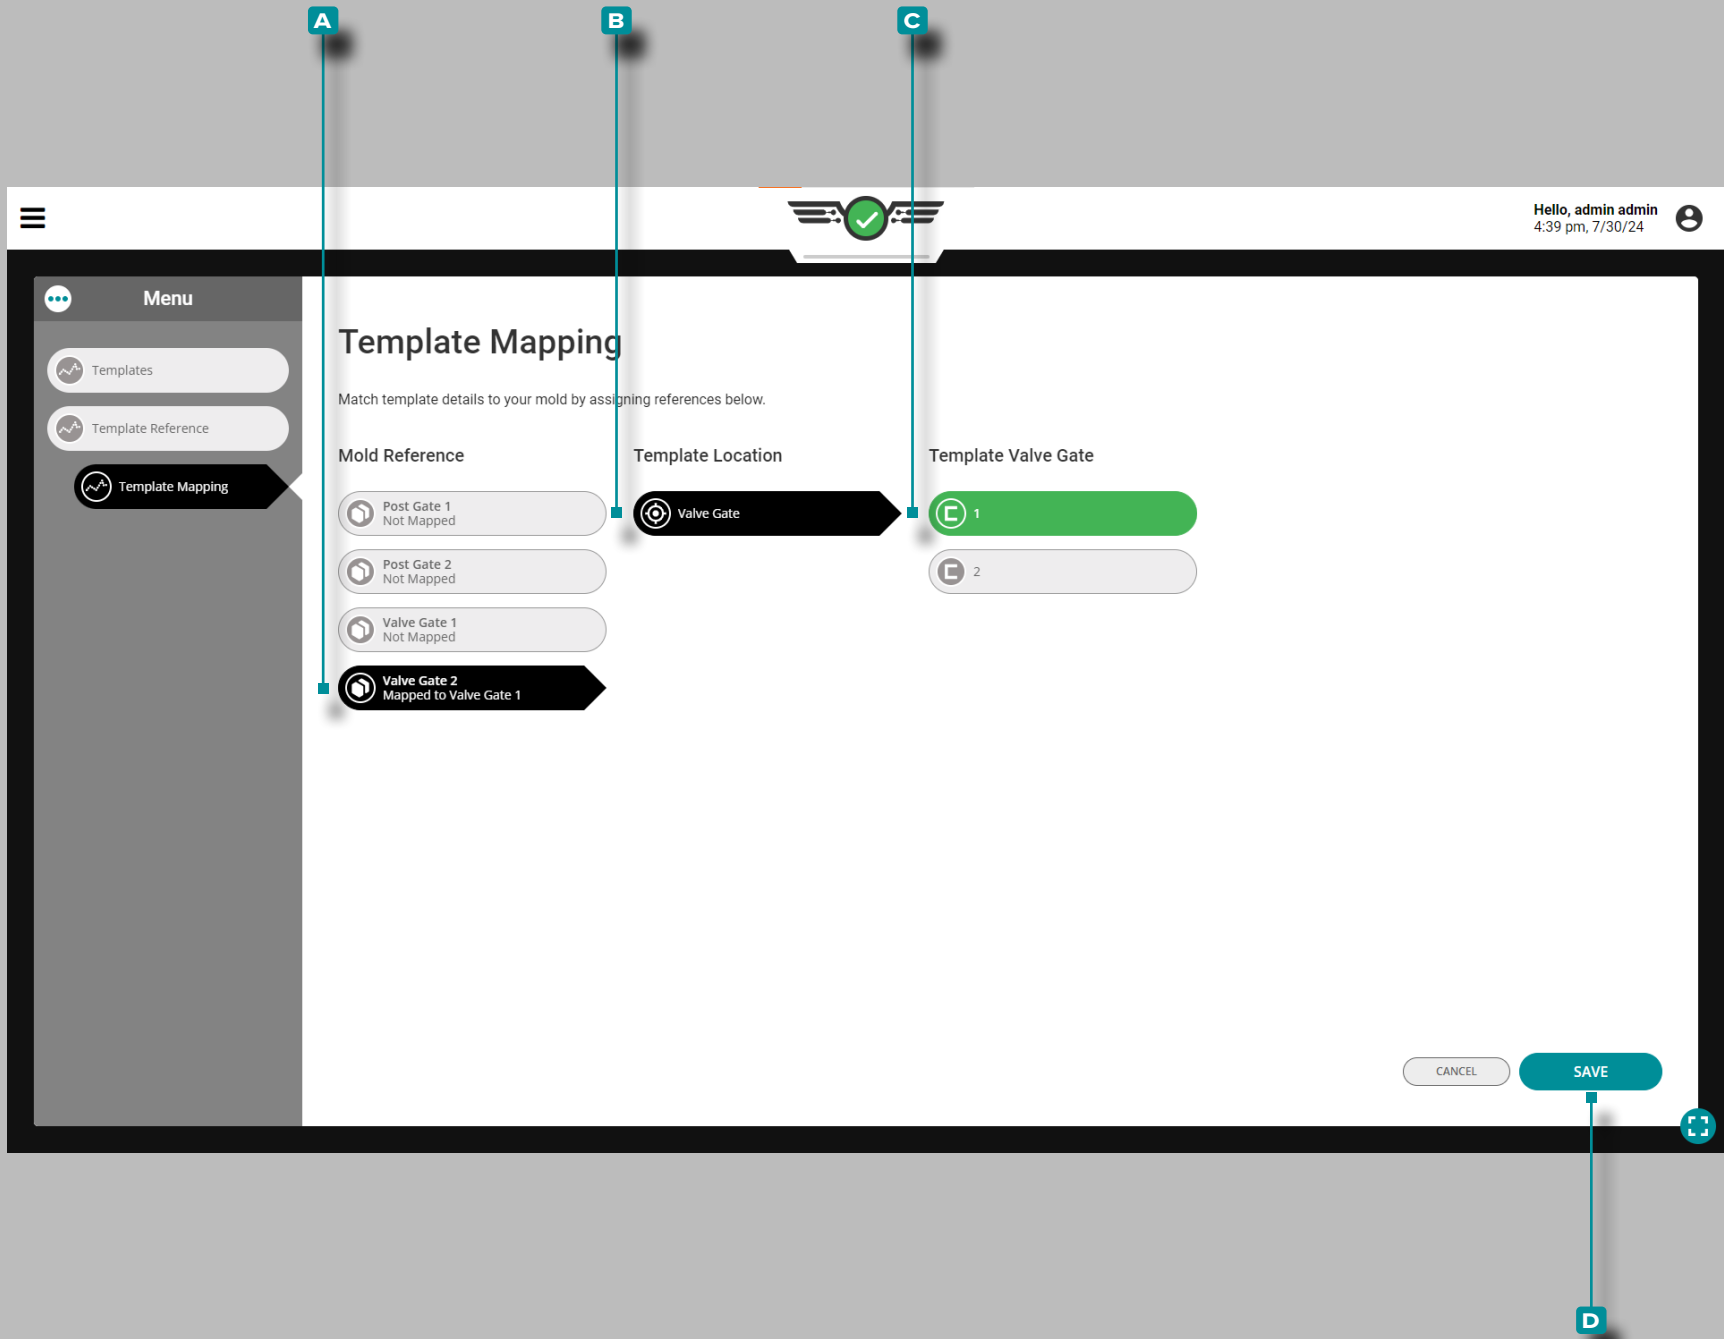 A
B
C
Hello, admin admin
4:39 pm, 7/30/24
Menu
Templates
Template Reference
Template Mapping
Template Mapping
Match template details to your mold by assigning references below.
Mold Reference
Post Gate 1
Not Mapped
Post Gate 2
Not Mapped
Valve Gate 1
Not Mapped
Valve Gate 2
Mapped to Valve Gate 1
Template Location
Valve Gate
Template Valve Gate
1
2
CANCEL
SAVE
D